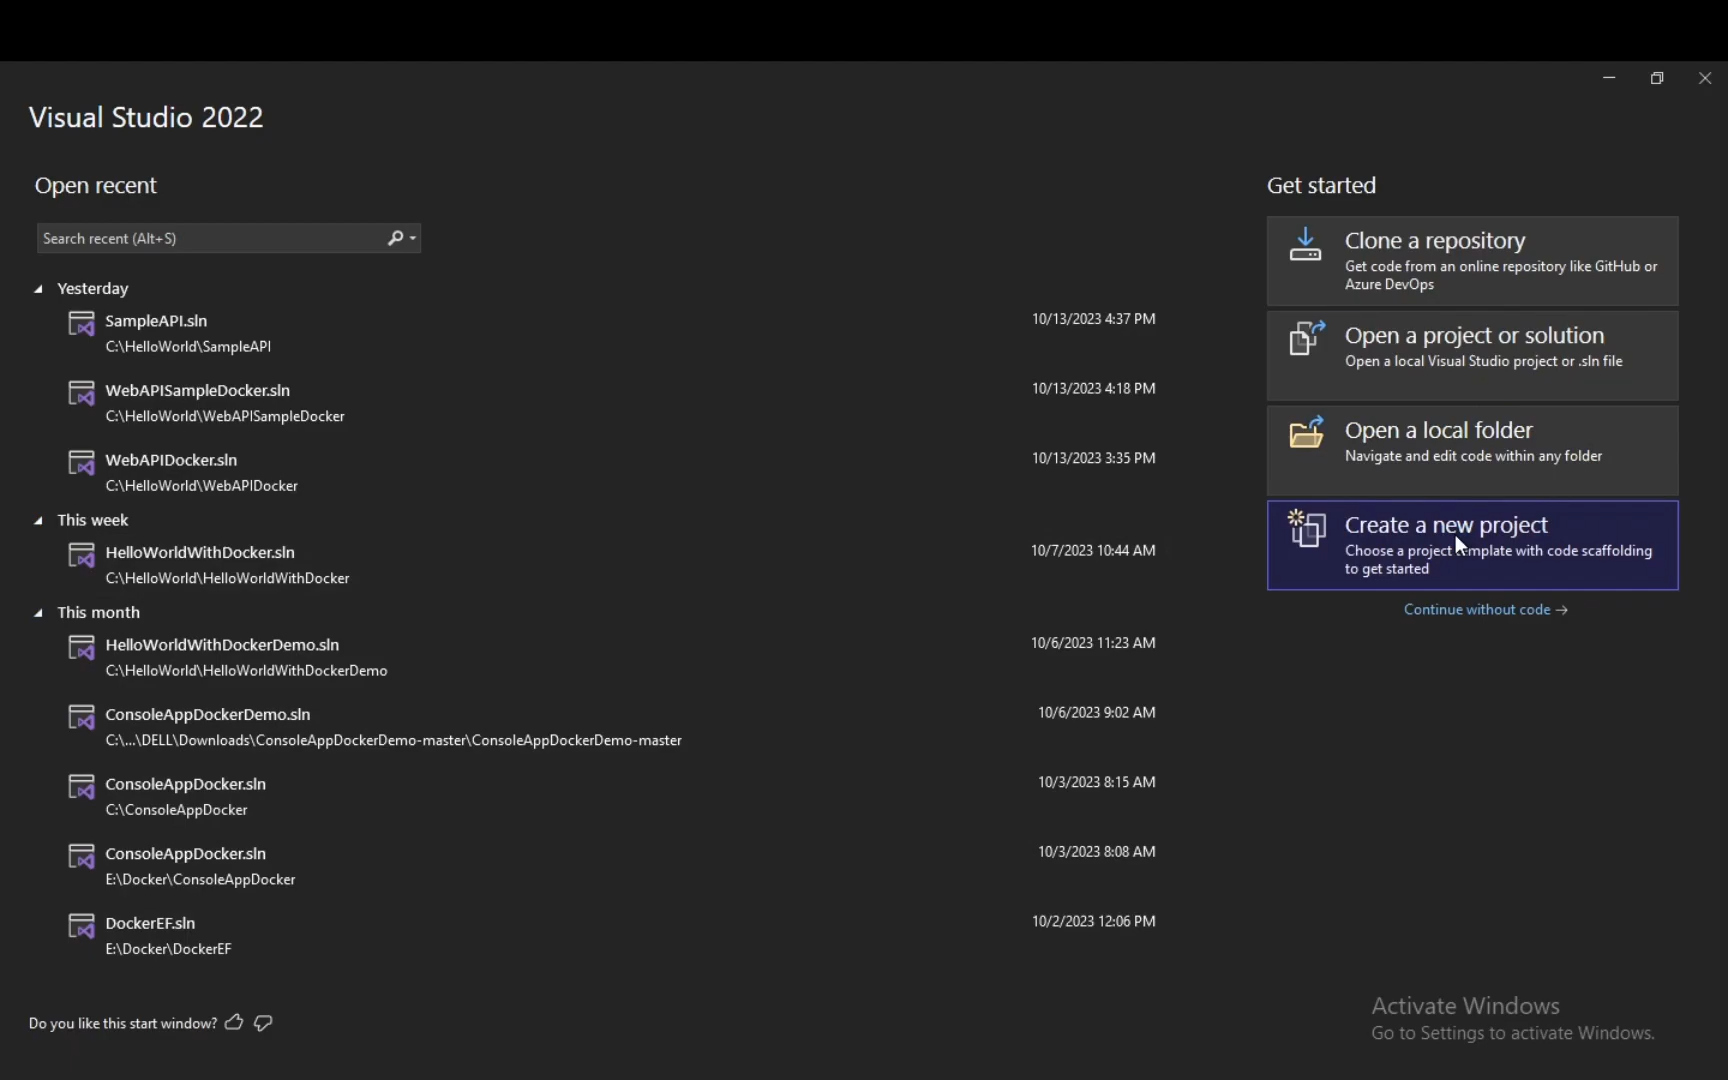 Visual Studio 2022
Open recent
Search recent (Alt+S)
Yesterday
SampleAPI.sln
10/13/2023 4:37 PM
C:\HelloWorld\SampleAPI
WebAPISampleDocker.sln
10/13/2023 4:18 PM
C:\HelloWorld\WebAPISampleDocker
WebAPIDocker.sln
10/13/2023 3:35 PM
C:\HelloWorld\WebAPIDocker
This week
HelloWorldWithDocker.sln
10/7/2023 10:44 AM
C:\HelloWorld\HelloWorldWithDocker
This month
HelloWorldWithDockerDemo.sln
10/6/2023 11:23 AM
C:\HelloWorld\HelloWorldWithDockerDemo
ConsoleAppDockerDemo.sln
10/6/2023 9:02 AM
C:\...\DELL\Downloads\ConsoleAppDockerDemo-master\ConsoleAppDockerDemo-master
ConsoleAppDocker.sln
10/3/2023 8:15 AM
C:\ConsoleAppDocker
ConsoleAppDocker.sln
10/3/2023 8:08 AM
E:\Docker\ConsoleAppDocker
DockerEF.sln
10/2/2023 12:06 PM
E:\Docker\DockerEF
Do you like this start window?
Get started
Clone a repository
Get code from an online repository like GitHub or
Azure DevOps
Open a project or solution
Open a local Visual Studio project or .sln file
Open a local folder
Navigate and edit code within any folder
Create a new project
Choose a project template with code scaffolding
to get started
Continue without code →
Activate Windows
Go to Settings to activate Windows.